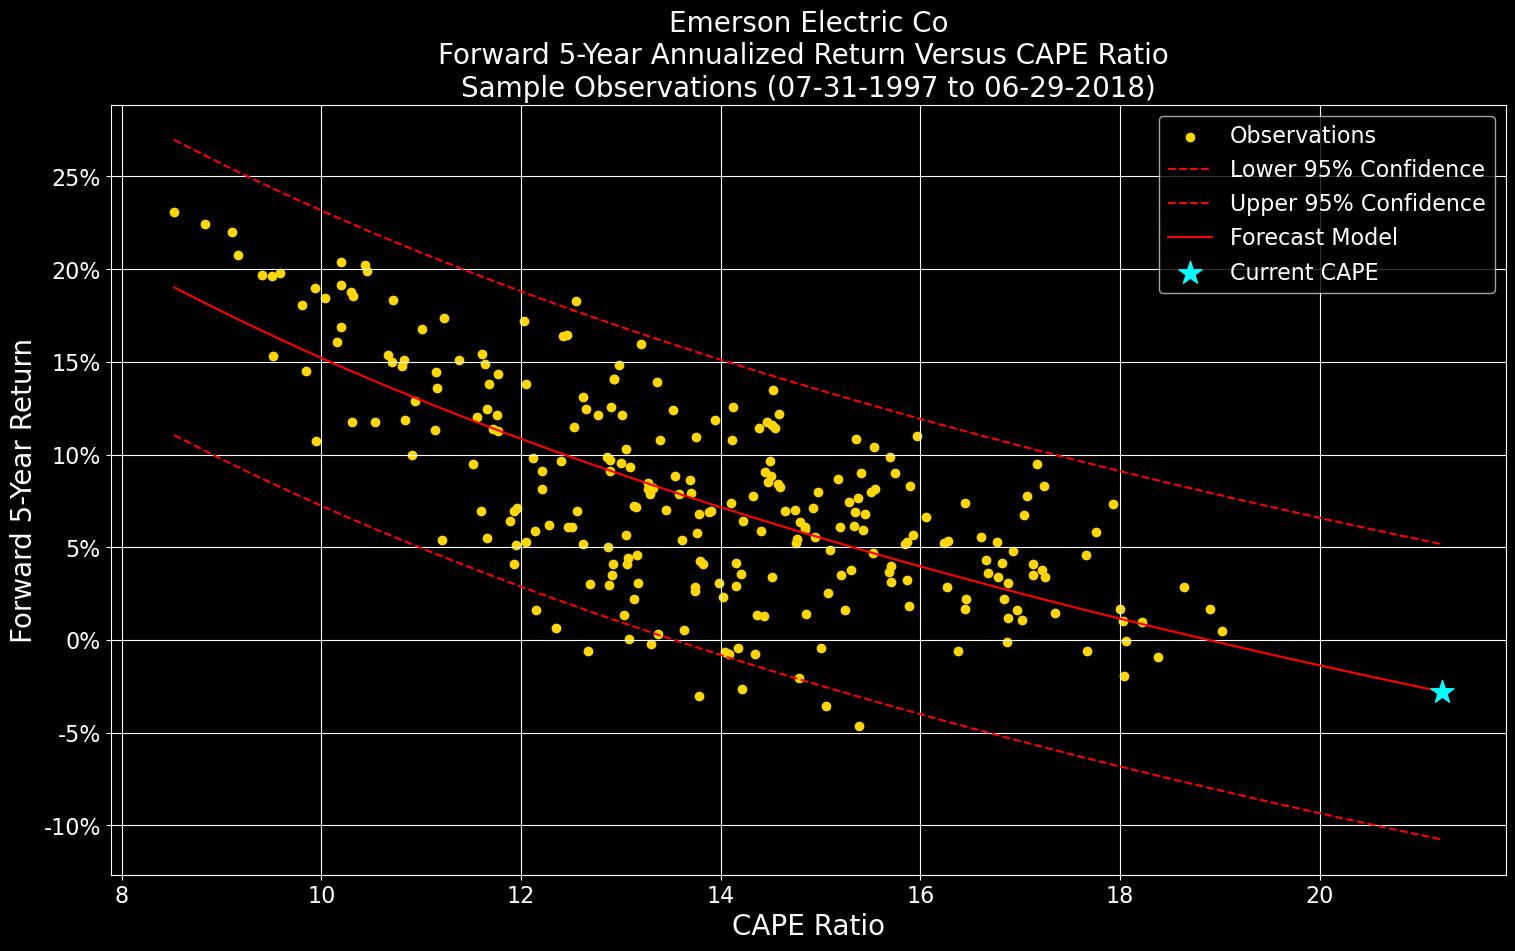 Emerson Electric Co
Forward 5-Year Annualized Return Versus CAPE Ratio
Sample Observations (07-31-1997 to 06-29-2018)
Observations
Lower 95% Confidence
Upper 95% Confidence
Forecast Model
Current CAPE
Forward 5-Year Return
25%
20%
15%
10%
5%
0%
-5%
-10%
8 10 12 14 16 18 20
CAPE Ratio